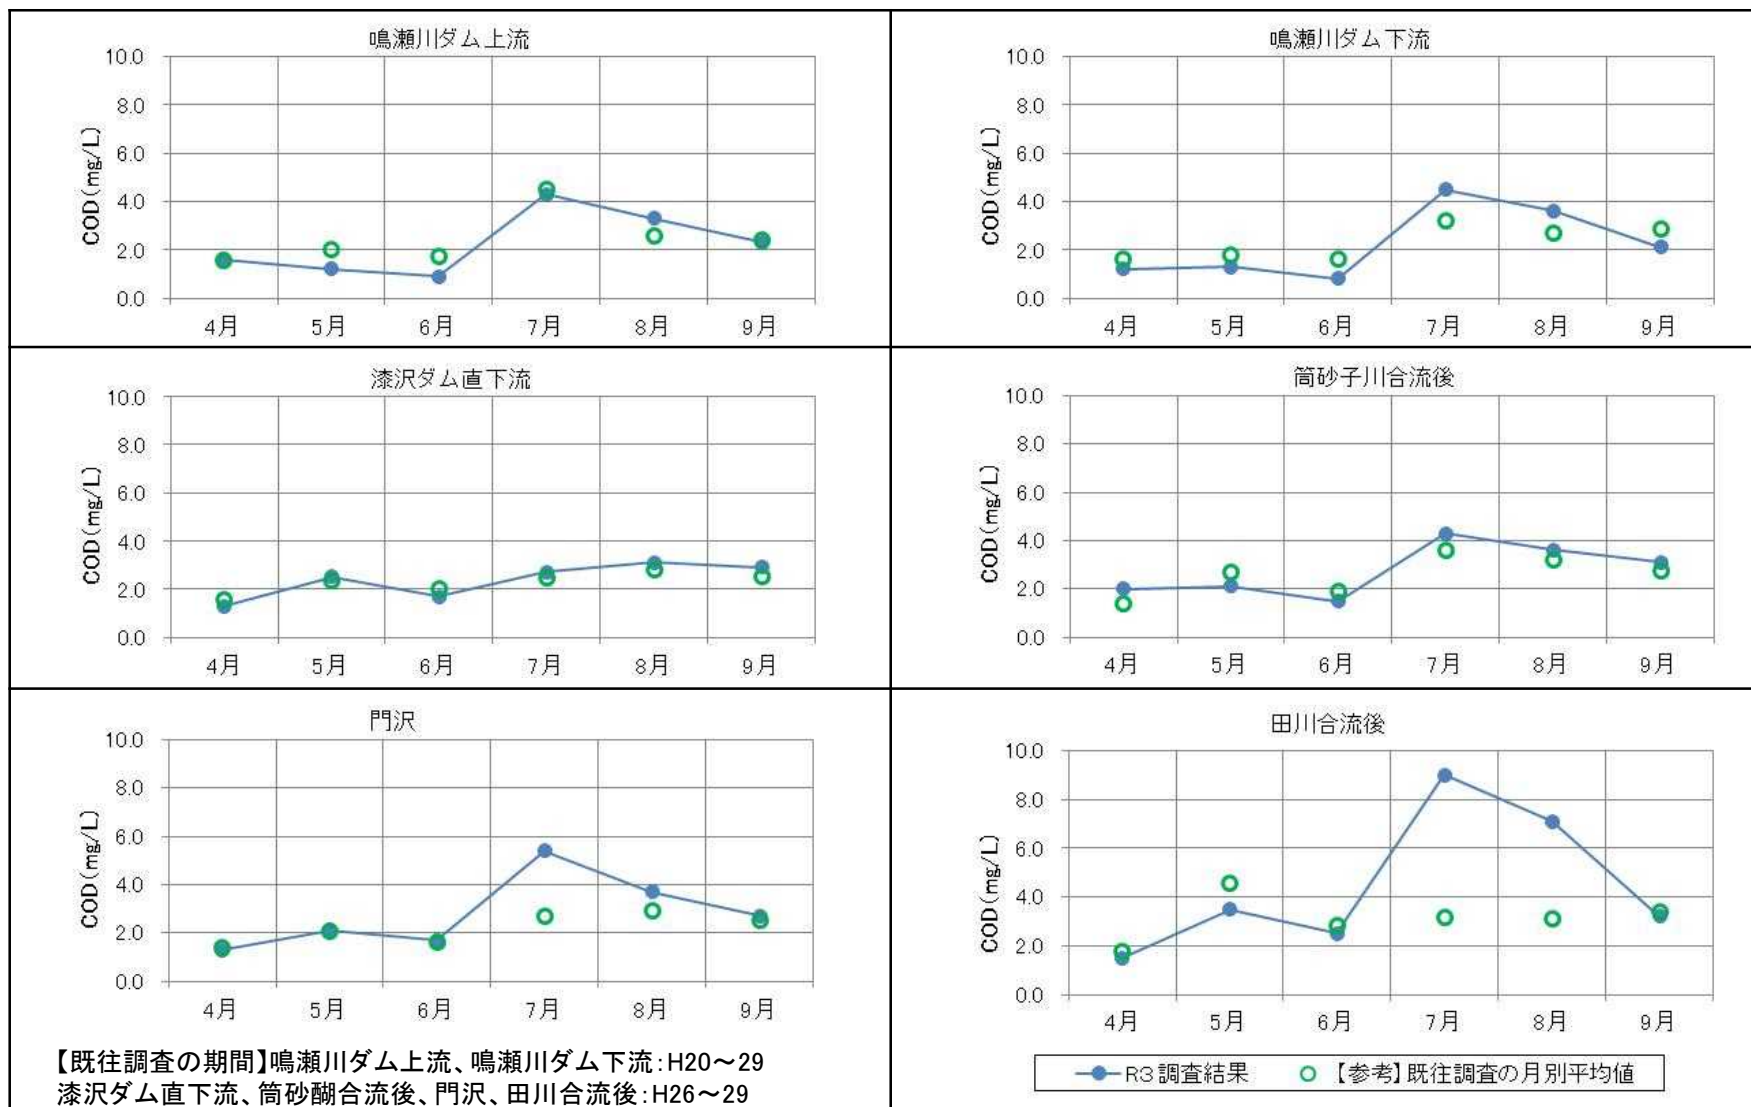 鳴瀬川ダム上流
10.0
8.0
6.0
4.0
2.0
0.0
COD(mg/L)
4月 5月 6月 7月 8月 9月
鳴瀬川ダム下流
10.0
8.0
6.0
4.0
2.0
0.0
COD(mg/L)
4月 5月 6月 7月 8月 9月
漆沢ダム直下流
10.0
8.0
6.0
4.0
2.0
0.0
COD(mg/L)
4月 5月 6月 7月 8月 9月
筒砂子川合流後
10.0
8.0
6.0
4.0
2.0
0.0
COD(mg/L)
4月 5月 6月 7月 8月 9月
門沢
10.0
8.0
6.0
4.0
2.0
0.0
COD(mg/L)
4月 5月 6月 7月 8月 9月
田川合流後
10.0
8.0
6.0
4.0
2.0
0.0
COD(mg/L)
4月 5月 6月 7月 8月 9月
【既往調査の期間】鳴瀬川ダム上流、鳴瀬川ダム下流:H20～29
漆沢ダム直下流、筒砂醐合流後、門沢、田川合流後:H26～29
R3調査結果 【参考】既往調査の月別平均値